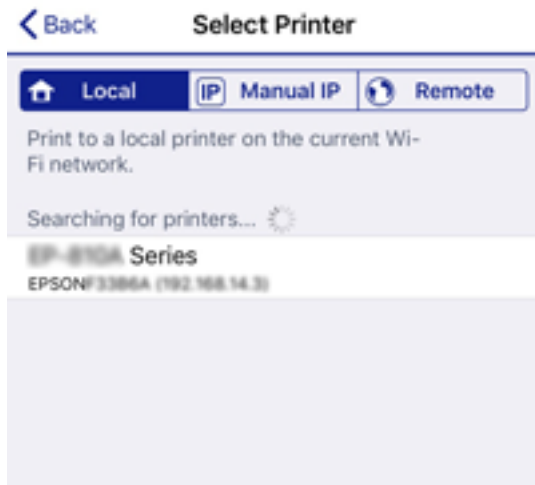 Back
Select Printer
Local
IP Manual IP
Remote
Print to a local printer on the current Wi-
Fi network.
Searching for printers...
Series
EPSON